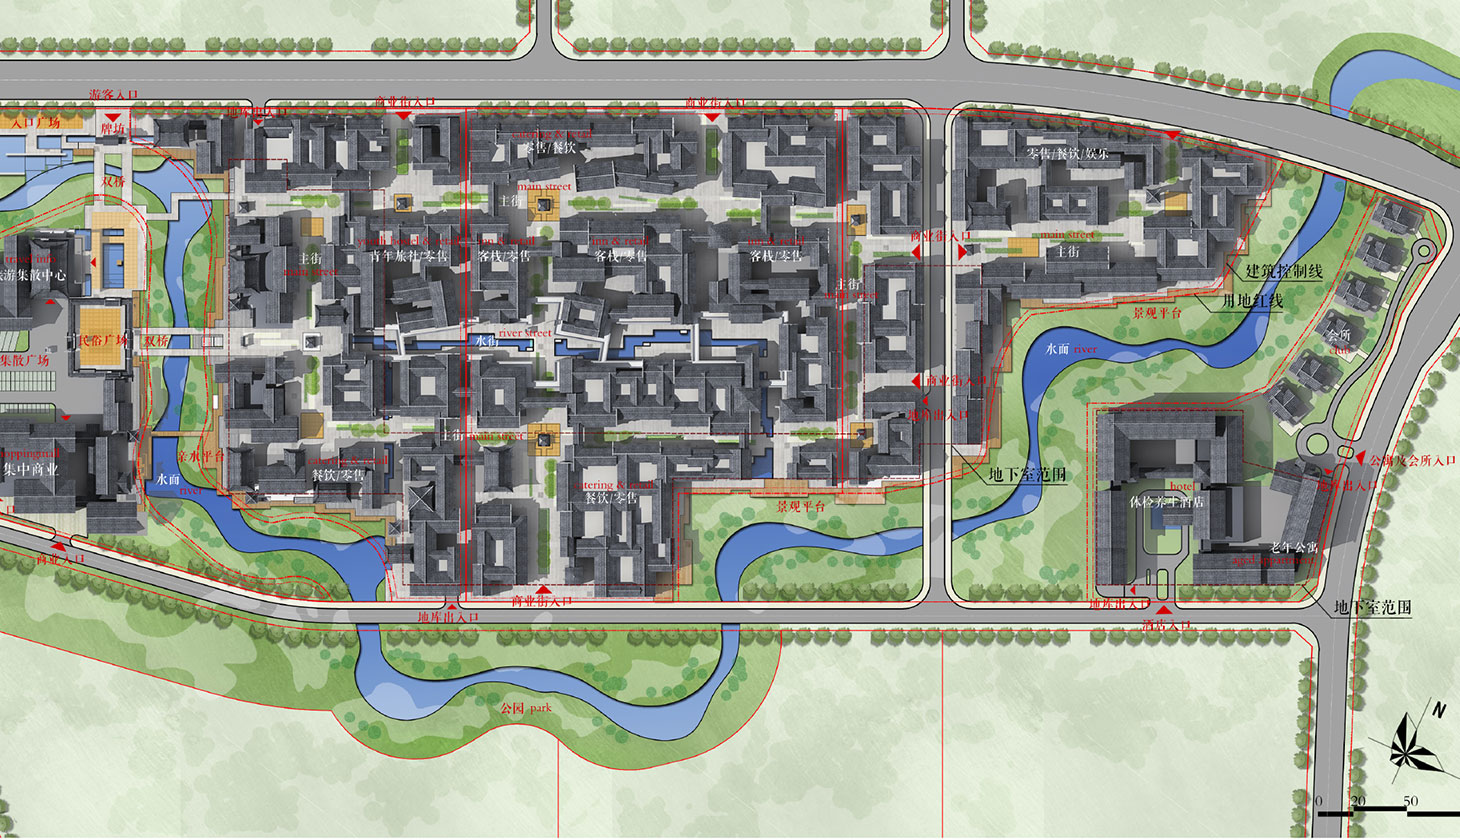 游客入口
商业街入口
商业街入口
地库出入口
入口广场
牌坊
catering & retail
零售/餐饮
零售/餐饮/娱乐
双桥
main street
主街
商业街入口
main street
主街
youth hostel & retail
青年旅社/零售
inn & retail
客栈/零售
inn & retail
客栈/零售
inn & retail
客栈/零售
主街
main street
travel info
旅游集散中心
主街
main street
建筑控制线
用地红线
景观平台
民俗广场
双桥
river street
水街
水面 river
会所
club
集散广场
商业街入口
地库出入口
主街 main street
shoppingmall
集中商业
亲水平台
水面
river
catering & retail
餐饮/零售
catering & retail
餐饮/零售
地下室范围
景观平台
公寓及会所入口
地库出入口
hotel
体检养生酒店
老年公寓
aged apartment
商业入口
商业街入口
地库出入口
地库出入口
酒店入口
地下室范围
公园 park
N
0 20 50